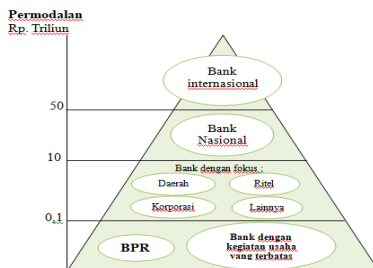 Permodalan
Rp. Triliun
Bank
internasional
50
Bank
Nasional
10
Bank dengan fokus :
Daerah
Ritel
Korporasi
Lainnya
0,1
BPR
Bank dengan
kegiatan usaha
yang terbatas